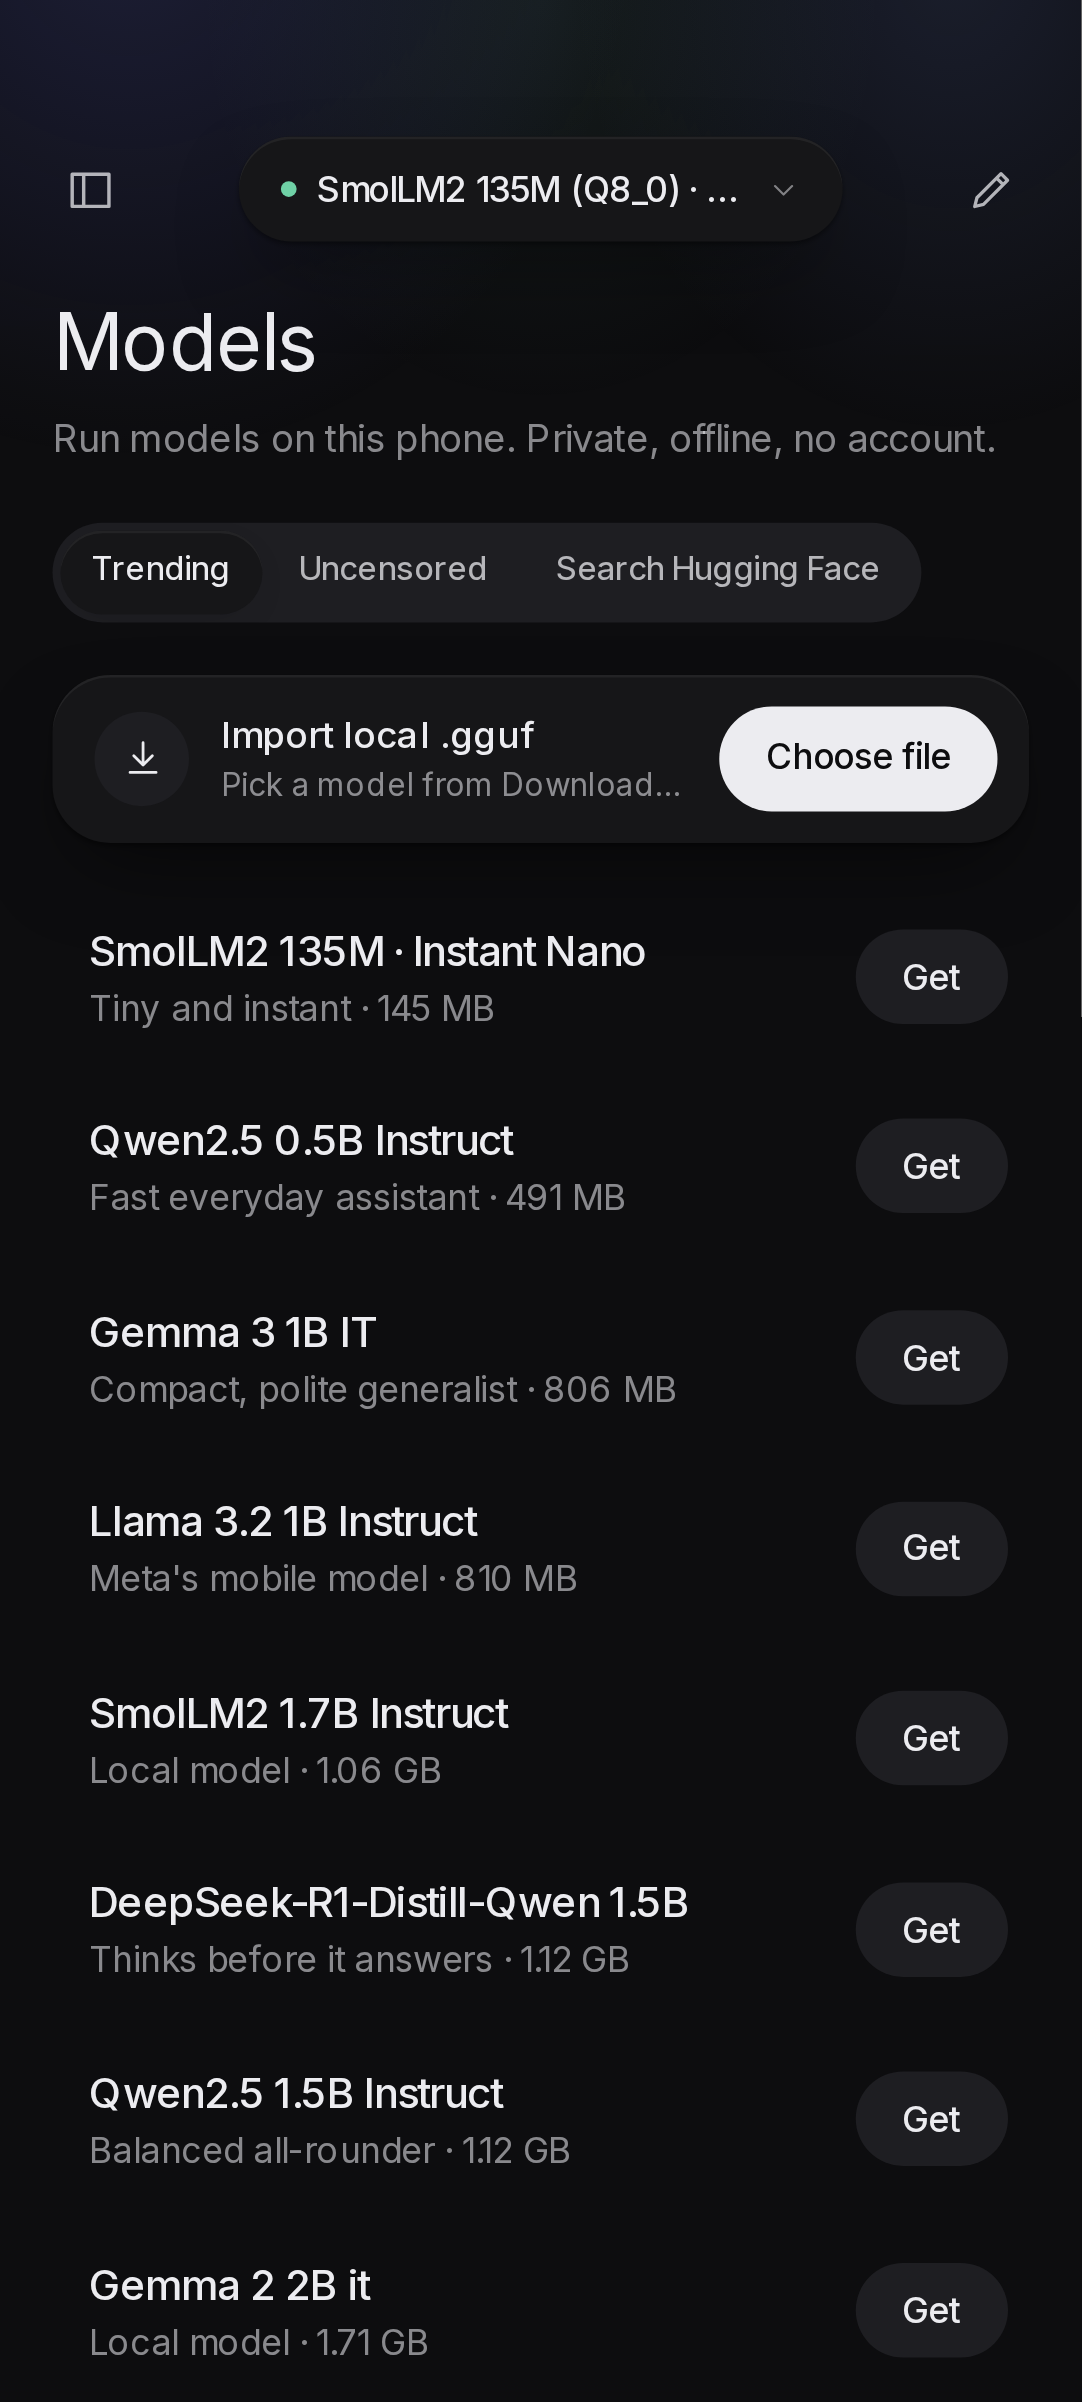 SmolLM2 135M (Q8_0) · ...
Models
Run models on this phone. Private, offline, no account.
Trending
Uncensored
Search Hugging Face
Import local .gguf
Pick a model from Download...
Choose file
SmolLM2 135M · Instant Nano
Tiny and instant · 145 MB
Get
Qwen2.5 0.5B Instruct
Fast everyday assistant · 491 MB
Get
Gemma 3 1B IT
Compact, polite generalist · 806 MB
Get
Llama 3.2 1B Instruct
Meta's mobile model · 810 MB
Get
SmolLM2 1.7B Instruct
Local model · 1.06 GB
Get
DeepSeek-R1-Distill-Qwen 1.5B
Thinks before it answers · 1.12 GB
Get
Qwen2.5 1.5B Instruct
Balanced all-rounder · 1.12 GB
Get
Gemma 2 2B it
Local model · 1.71 GB
Get